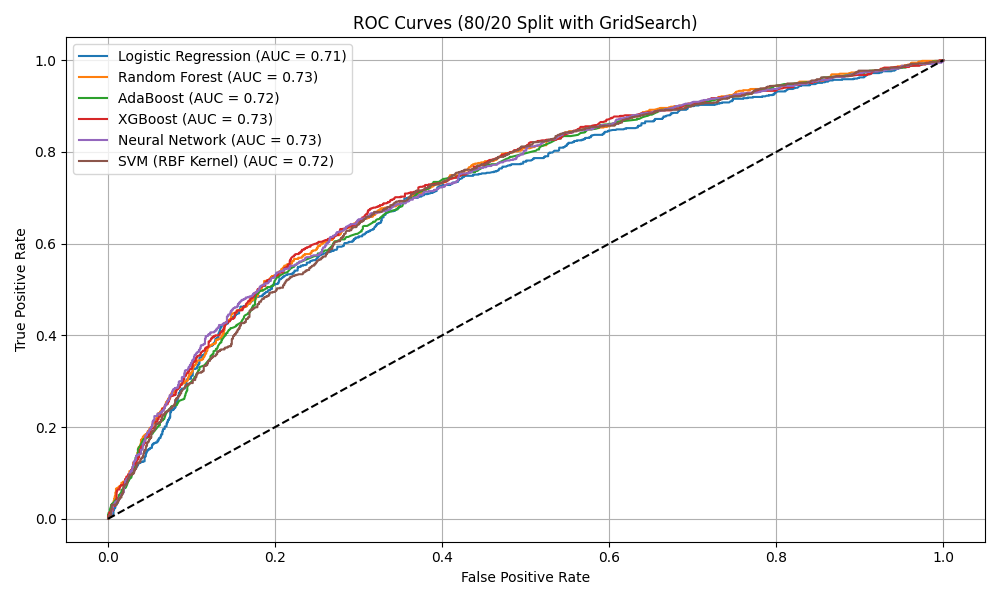 ROC Curves (80/20 Split with GridSearch)
Logistic Regression (AUC = 0.71)
Random Forest (AUC = 0.73)
AdaBoost (AUC = 0.72)
XGBoost (AUC = 0.73)
Neural Network (AUC = 0.73)
SVM (RBF Kernel) (AUC = 0.72)
True Positive Rate
1.0
0.8
0.6
0.4
0.2
0.0
0.0 0.2 0.4 0.6 0.8 1.0
False Positive Rate